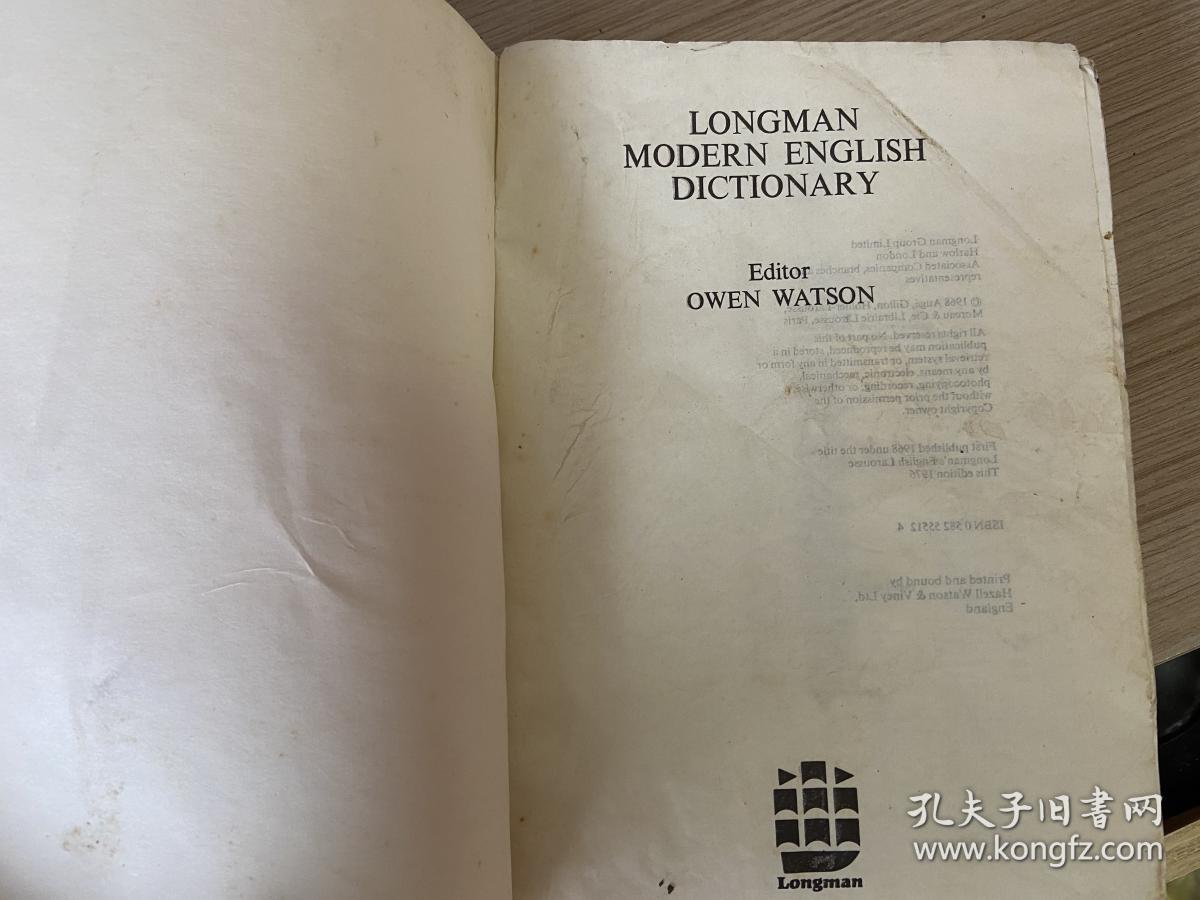 LONGMAN
MODERN ENGLISH
DICTIONARY
Longman Group Limited
Harlow and London
Associated Companies, branches
representatives
Editor
OWEN WATSON
© 1968 Augé, Gillon, Hollier-Larousse,
Moreau & Cie, Librairie Larousse, Paris.
All rights reserved. No part of this
publication may be reproduced, stored in a
retrieval system, or transmitted in any form or
by any means, electronic, mechanical,
photocopying, recording, or otherwise,
without the prior permission of the
Copyright owner.
First published 1968 under the title
Longman's English Larousse
This edition 1976
ISBN 0 582 55512 4
Printed and bound by
Hazell Watson & Viney Ltd,
England
Longman
孔夫子旧书网
www.kongfz.com